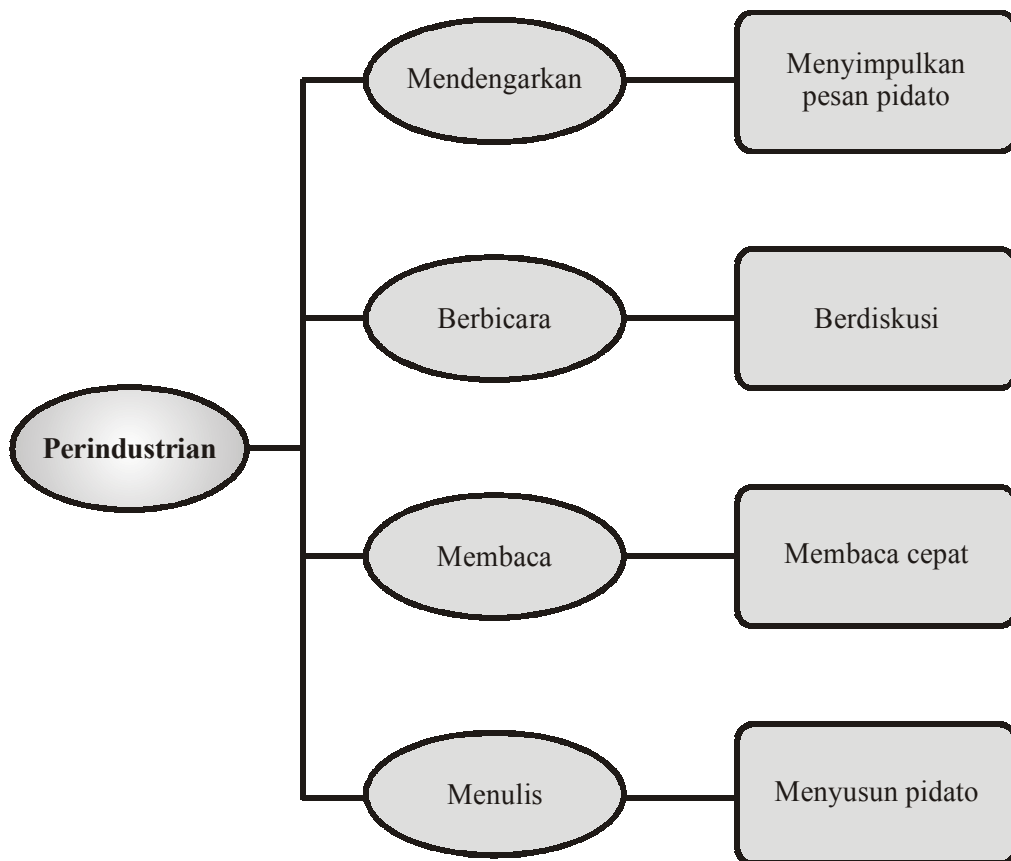 Mendengarkan
Menyimpulkan
pesan pidato
Berbicara
Berdiskusi
Perindustrian
Membaca
Membaca cepat
Menulis
Menyusun pidato